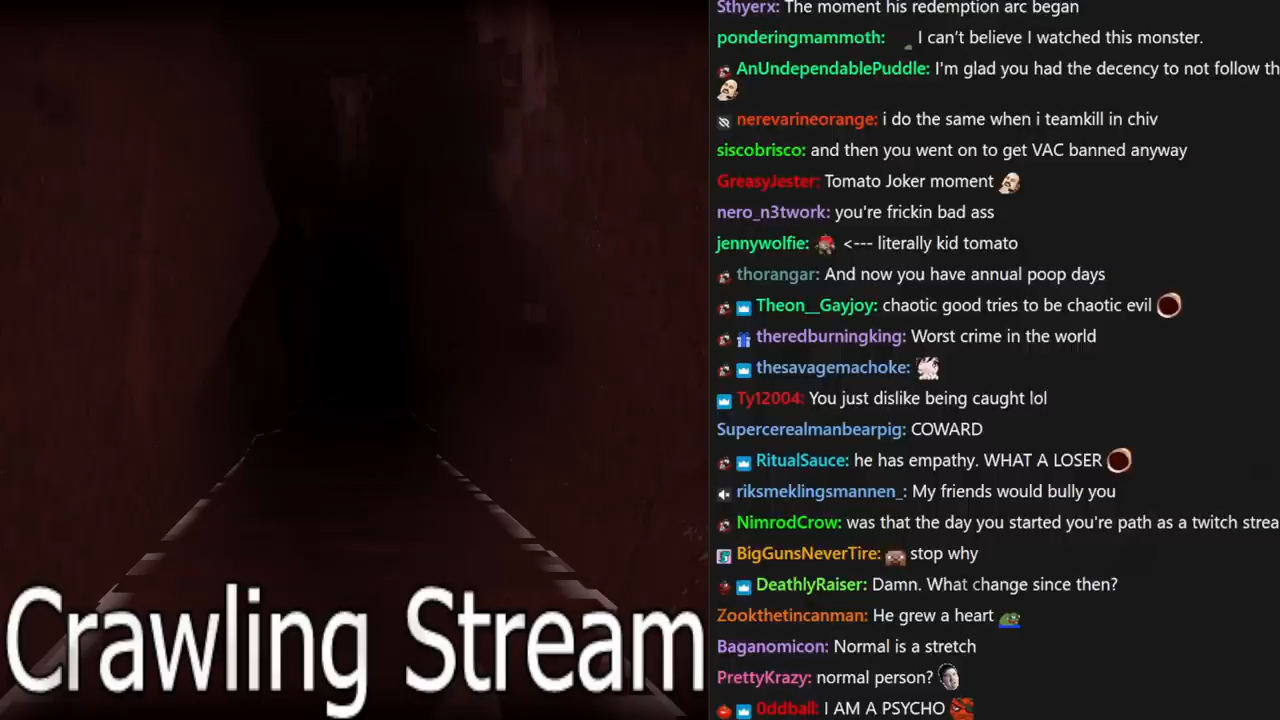 Sthyerx: The moment his redemption arc began
ponderingmammoth: I can't believe I watched this monster.
AnUndependablePuddle: I'm glad you had the decency to not follow th
nerevarineorange: i do the same when i teamkill in chiv
siscobrisco: and then you went on to get VAC banned anyway
GreasyJester: Tomato Joker moment
nero_n3twork: you're frickin bad ass
jennywolfie: <--- literally kid tomato
thorangar: And now you have annual poop days
Theon__Gayjoy: chaotic good tries to be chaotic evil
theredburningking: Worst crime in the world
thesavagemachoke:
Ty12004: You just dislike being caught lol
Supercerealmanbearpig: COWARD
RitualSauce: he has empathy. WHAT A LOSER
riksmeklingsmannen_: My friends would bully you
NimrodCrow: was that the day you started you're path as a twitch strea
BigGunsNeverTire: stop why
DeathlyRaiser: Damn. What change since then?
Zookthetincanman: He grew a heart
Baganomicon: Normal is a stretch
PrettyKrazy: normal person?
0ddball: I AM A PSYCHO
Crawling Stream